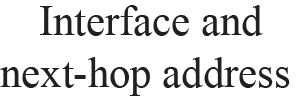 Interface and
next-hop address